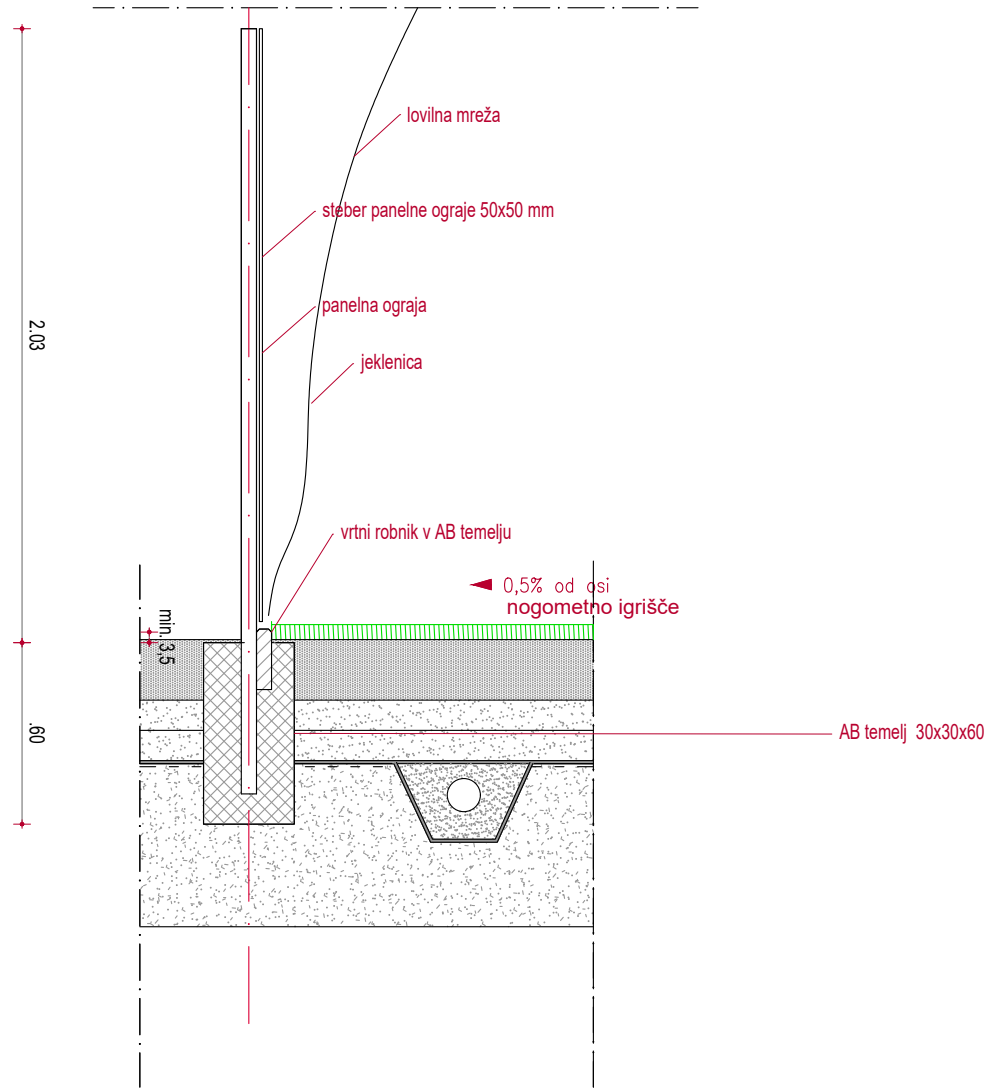 lovilna mreža
steber panelne ograje 50x50 mm
panelna ograja
2.03
jeklenica
vrtni robnik v AB temelju
0,5% od osi
nogometno igrišče
min. 3,5
.60
AB temelj 30x30x60